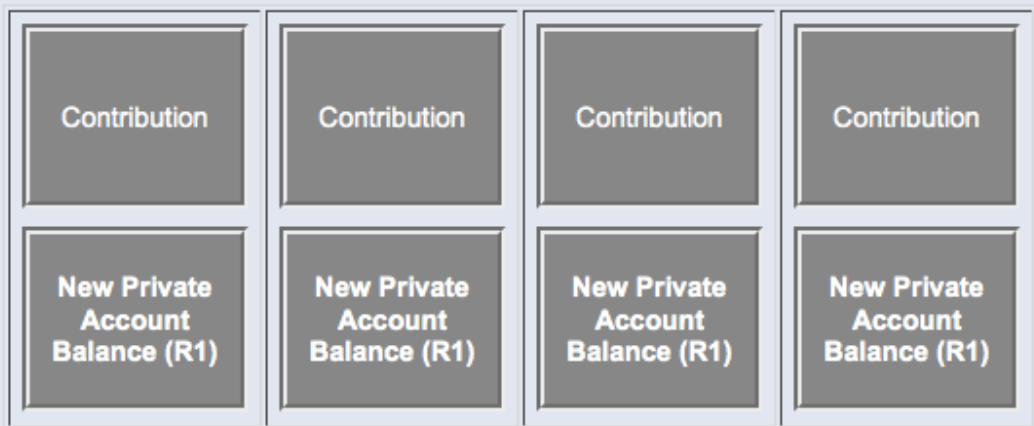 Contribution
Contribution
Contribution
Contribution
New Private
Account
Balance (R1)
New Private
Account
Balance (R1)
New Private
Account
Balance (R1)
New Private
Account
Balance (R1)